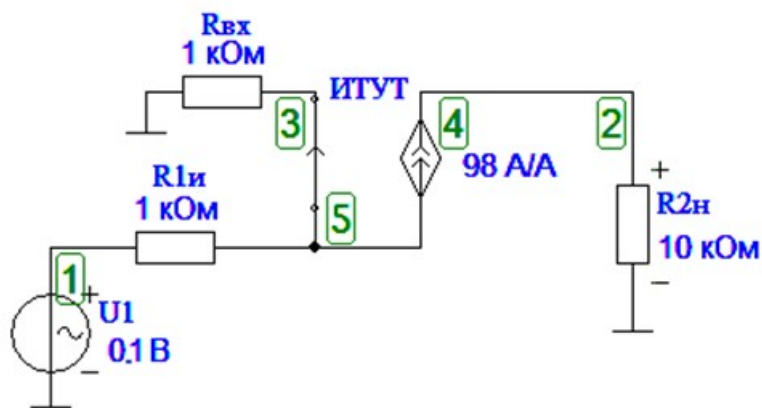 Rвх
1 кОм
ИТУТ
3
4
2
98 А/А
R1и
1 кОм
5
R2н
10 кОм
1
U1
0.1 В